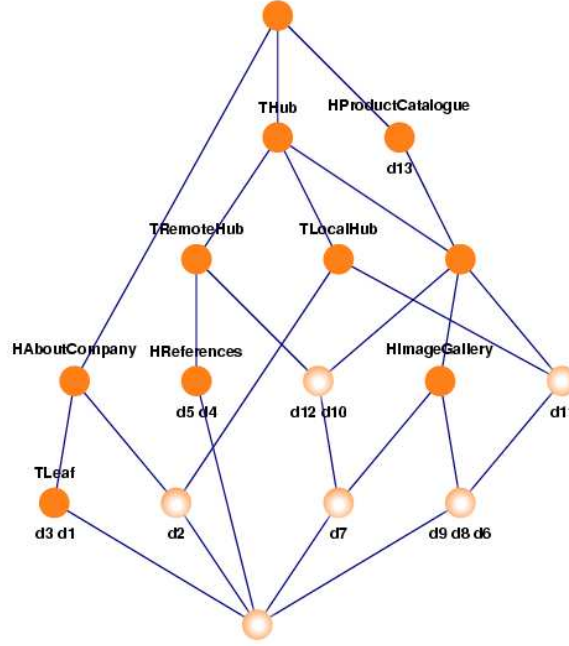 THub
HProductCatalogue
d13
TRemoteHub
TLocalHub
HAboutCompany
HReferences
HImageGallery
d5 d4
d12 d10
TLeaf
d3 d1
d2
d7
d9 d8 d6